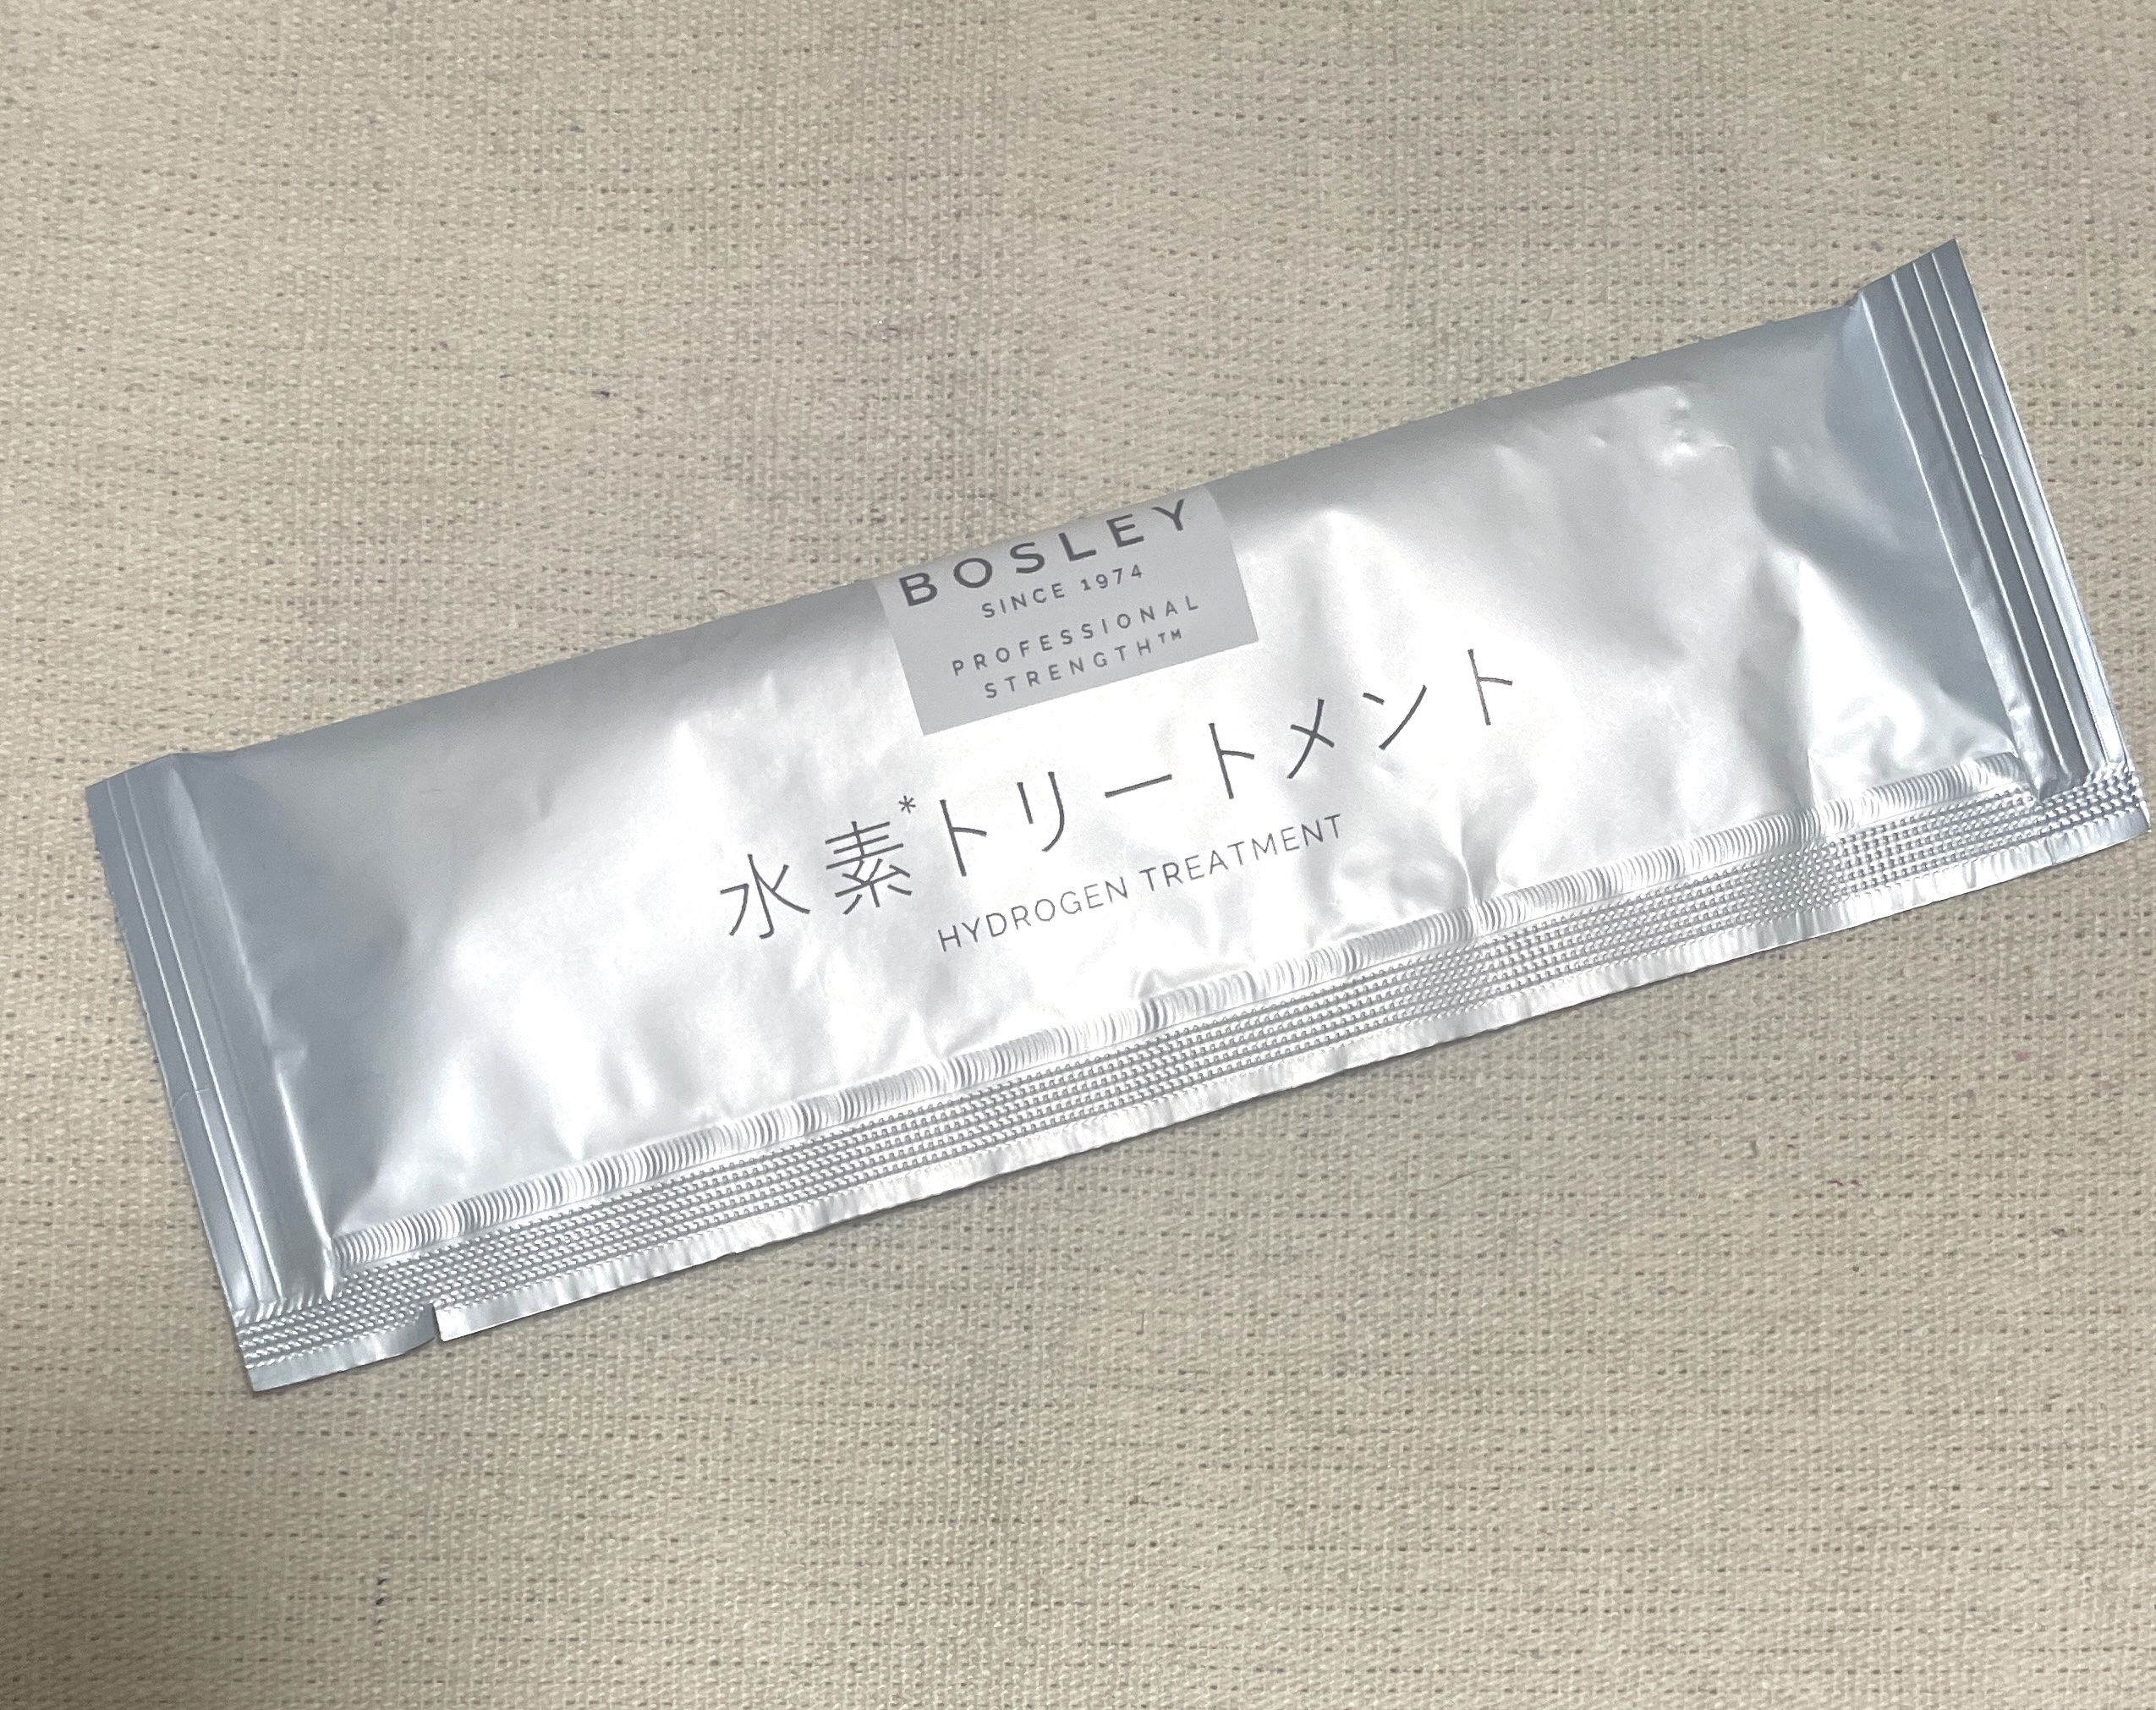 BOSLEY
SINCE 1974
PROFESSIONAL
STRENGTH™
水素*トリートメント
HYDROGEN TREATMENT